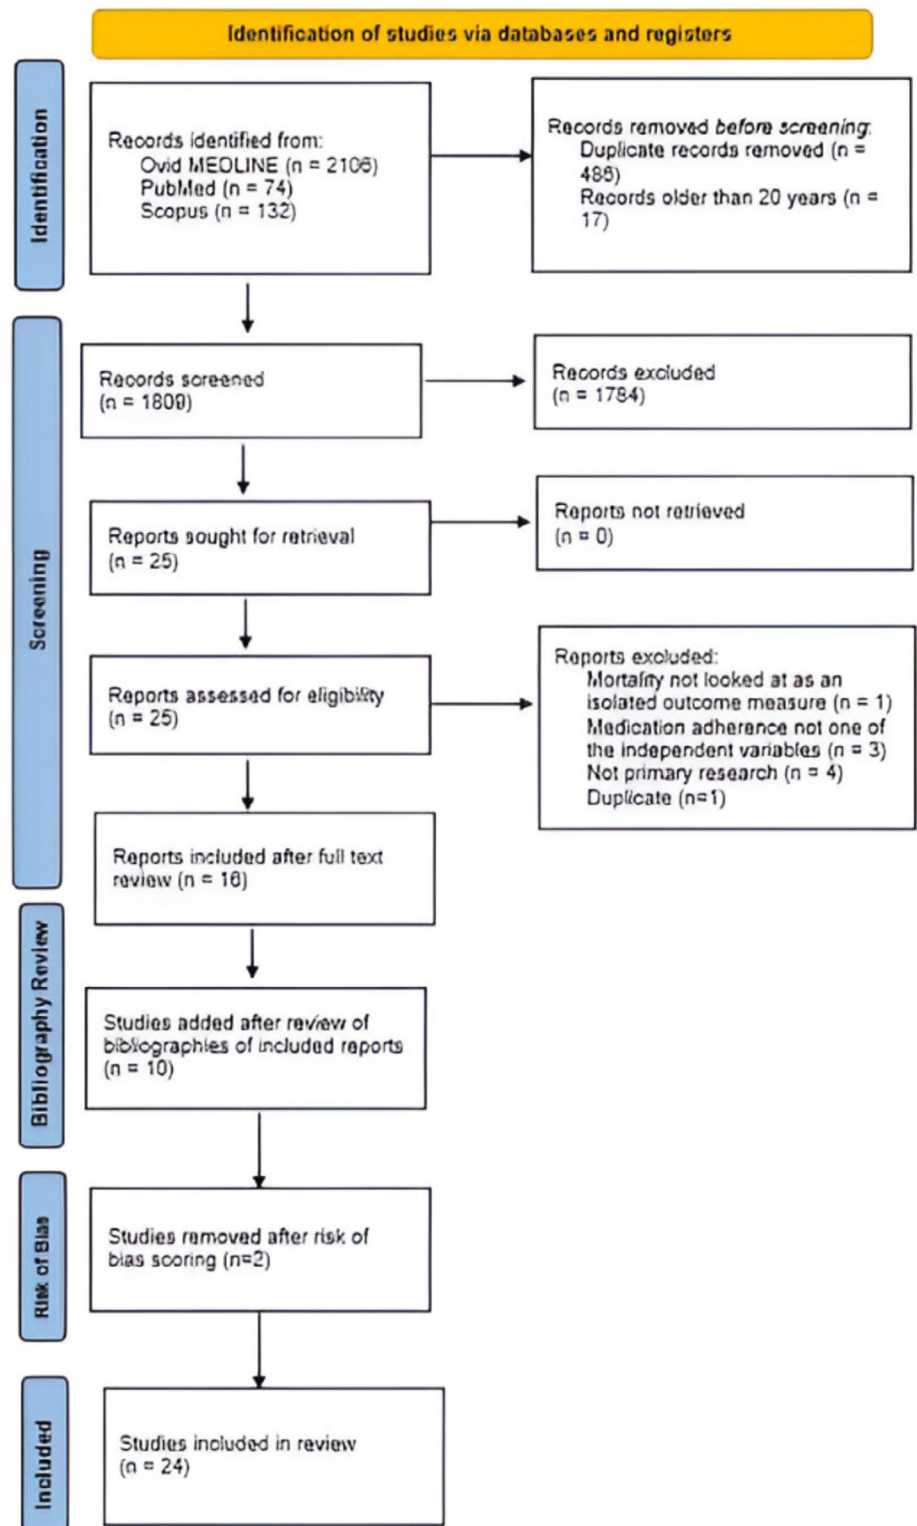 Identification of studies via databases and registers
Identification
Records identified from:
Ovid MEDLINE (n = 2106)
PubMed (n = 74)
Scopus (n = 132)
Records removed before screening:
Duplicate records removed (n =
486)
Records older than 20 years (n =
17)
Screening
Records screened
(n = 1809)
Records excluded
(n = 1784)
Reports sought for retrieval
(n = 25)
Reports not retrieved
(n = 0)
Reports assessed for eligibility
(n = 25)
Reports excluded:
Mortality not looked at as an
isolated outcome measure (n = 1)
Medication adherence not one of
the independent variables (n = 3)
Not primary research (n = 4)
Duplicate (n=1)
Reports included after full text
review (n = 16)
Bibliography Review
Studies added after review of
bibliographies of included reports
(n = 10)
Risk of Bias
Studies removed after risk of
bias scoring (n=2)
Included
Studies included in review
(n = 24)